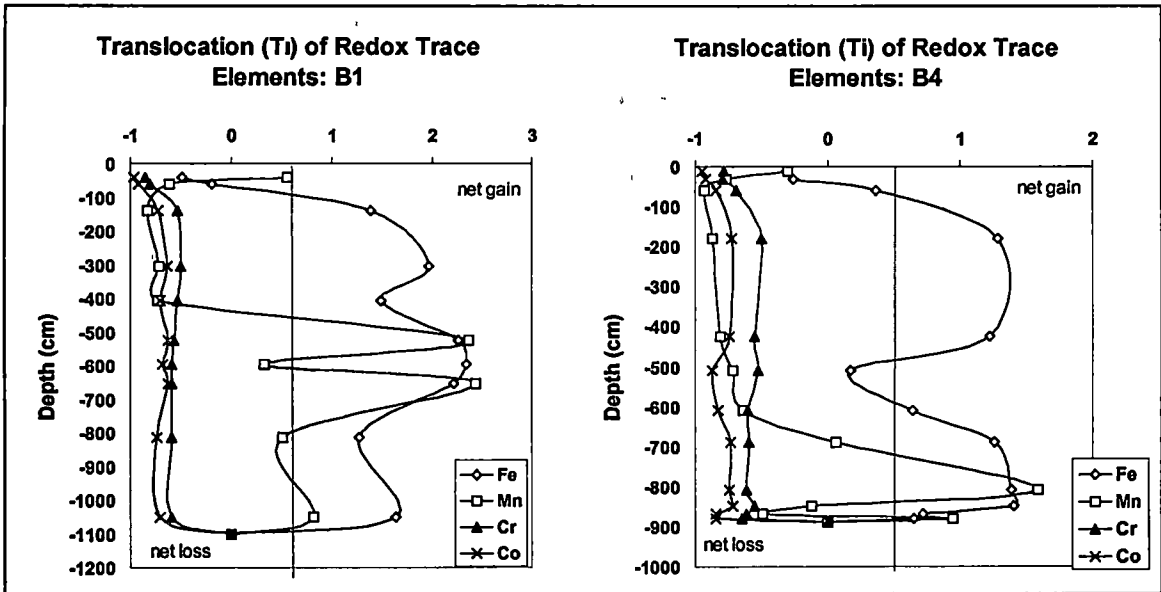 Translocation (Ti) of Redox Trace
Elements: B1
-1 0 1 2 3
0
-100
-200
-300
-400
-500
-600
-700
-800
-900
-1000
-1100
-1200
Depth (cm)
net gain
net loss
Fe
Mn
Cr
Co
Translocation (Ti) of Redox Trace
Elements: B4
-1 0 1 2
0
-100
-200
-300
-400
-500
-600
-700
-800
-900
-1000
Depth (cm)
net gain
net loss
Fe
Mn
Cr
Co